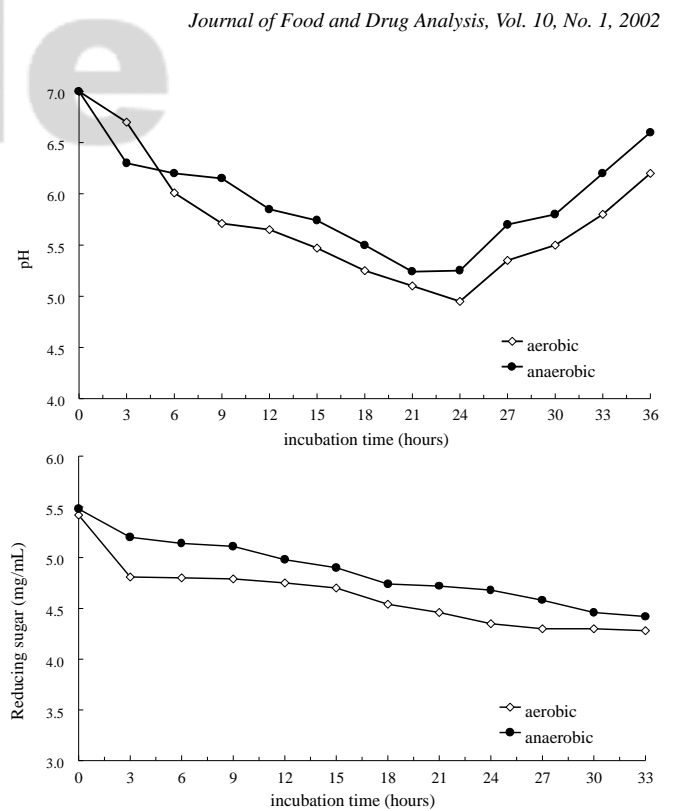 Journal of Food and Drug Analysis, Vol. 10, No. 1, 2002
le
7.0
6.5
6.0
5.5
5.0
4.5
4.0
pH
aerobic
anaerobic
0 3 6 9 12 15 18 21 24 27 30 33 36
incubation time (hours)
6.0
5.5
5.0
4.5
4.0
3.5
3.0
Reducing sugar (mg/mL)
aerobic
anaerobic
0 3 6 9 12 15 18 21 24 27 30 33
incubation time (hours)